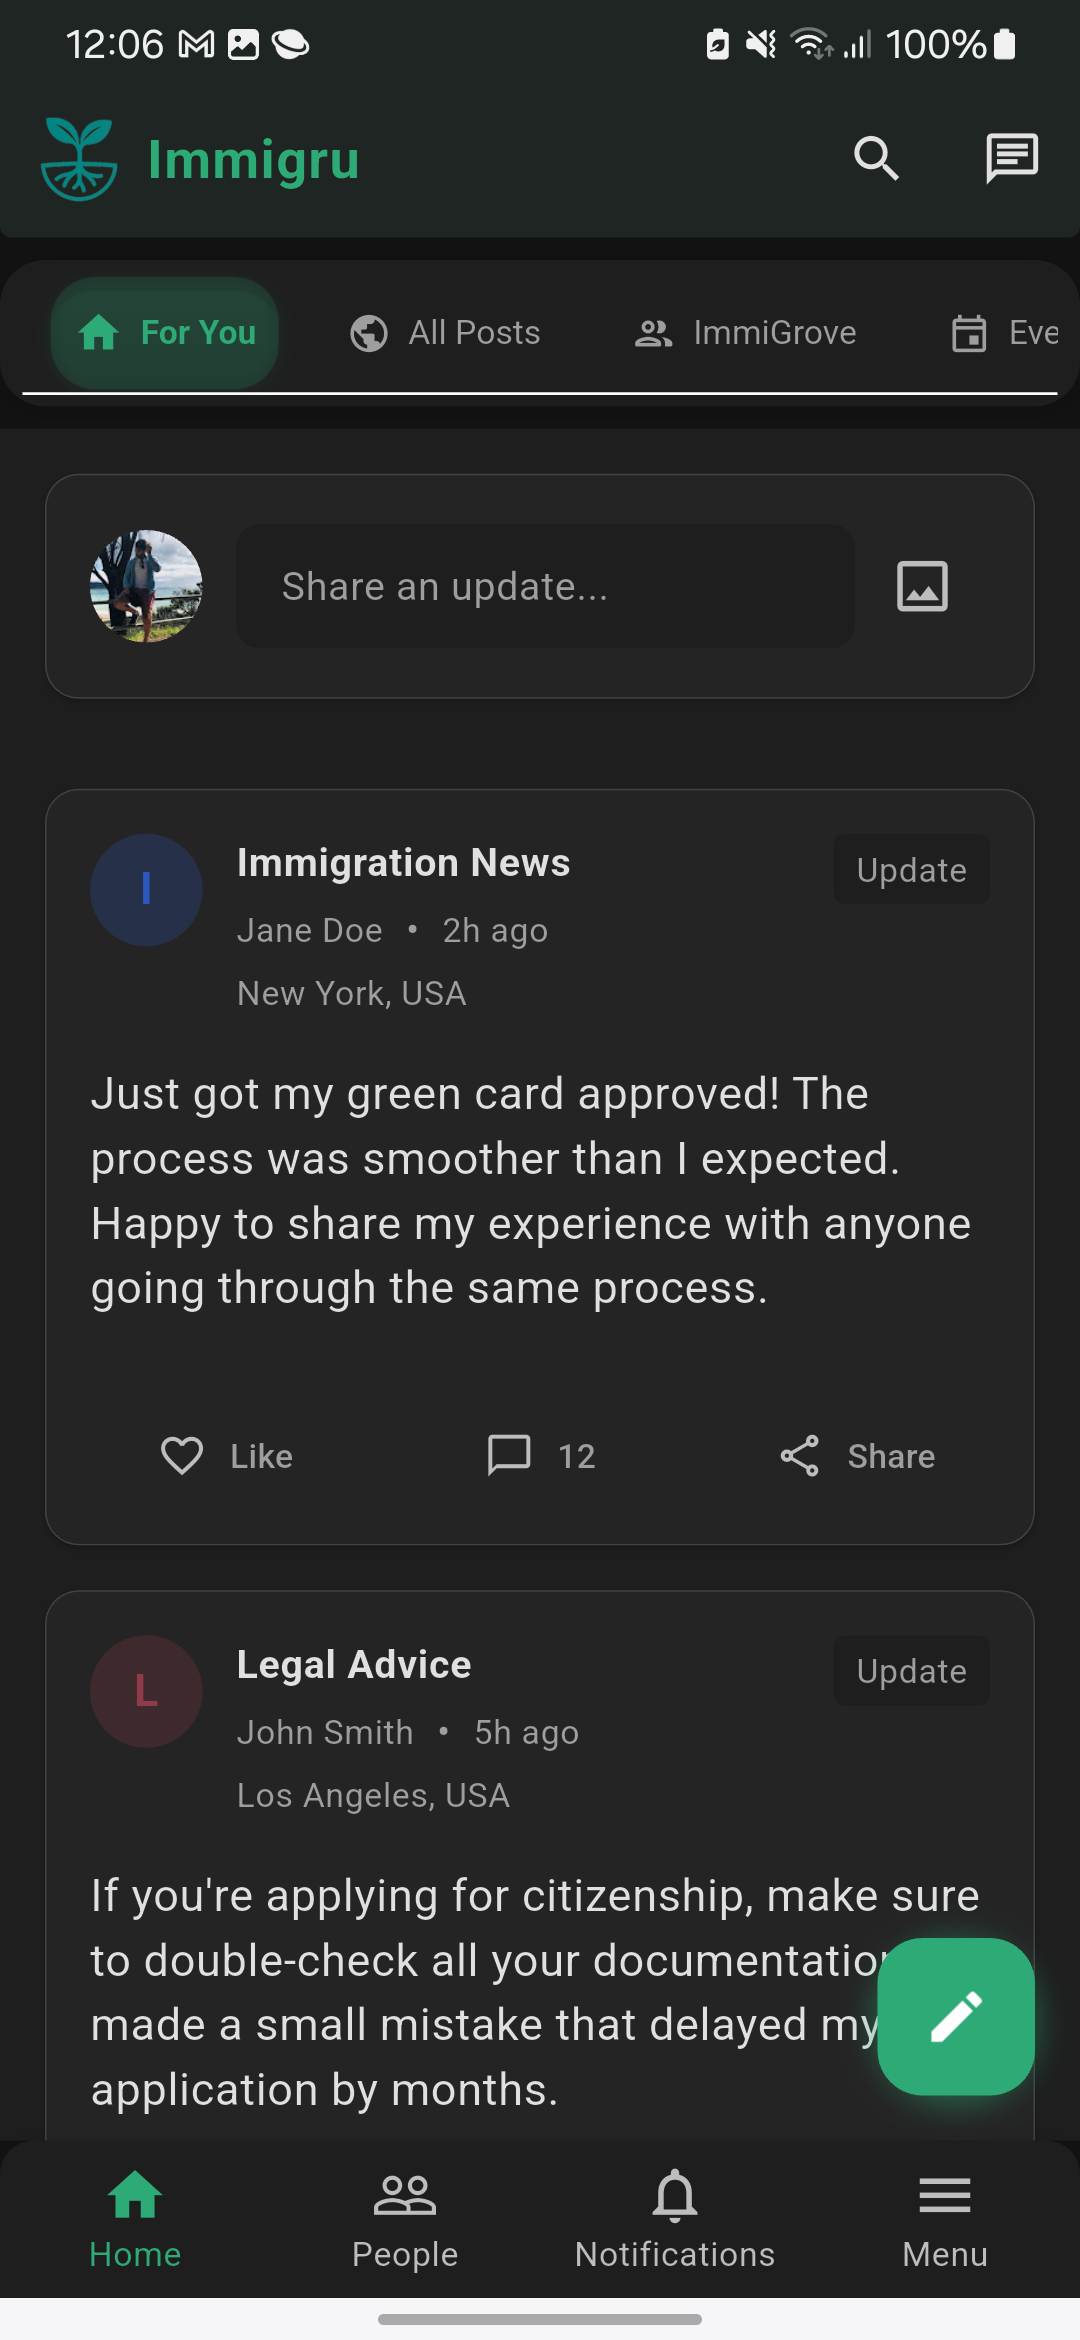 12:06
100%
Immigru
For You
All Posts
ImmiGrove
Eve
Share an update...
I
Immigration News
Update
Jane Doe • 2h ago
New York, USA
Just got my green card approved! The
process was smoother than I expected.
Happy to share my experience with anyone
going through the same process.
Like
12
Share
L
Legal Advice
Update
John Smith • 5h ago
Los Angeles, USA
If you're applying for citizenship, make sure
to double-check all your documentation
made a small mistake that delayed my
application by months.
Home
People
Notifications
Menu